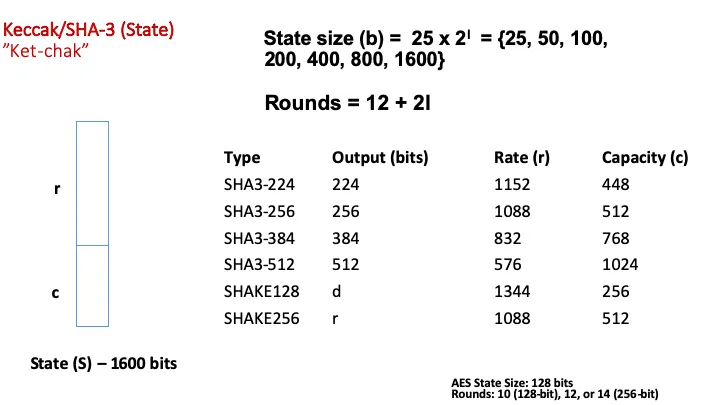 Keccak/SHA-3 (State)
”Ket-chak”
State size (b) = 25 x 2ˡ = {25, 50, 100,
200, 400, 800, 1600}
Rounds = 12 + 2l
Type Output (bits) Rate (r) Capacity (c)
SHA3-224 224 1152 448
SHA3-256 256 1088 512
SHA3-384 384 832 768
SHA3-512 512 576 1024
SHAKE128 d 1344 256
SHAKE256 r 1088 512
r
c
State (S) – 1600 bits
AES State Size: 128 bits
Rounds: 10 (128-bit), 12, or 14 (256-bit)